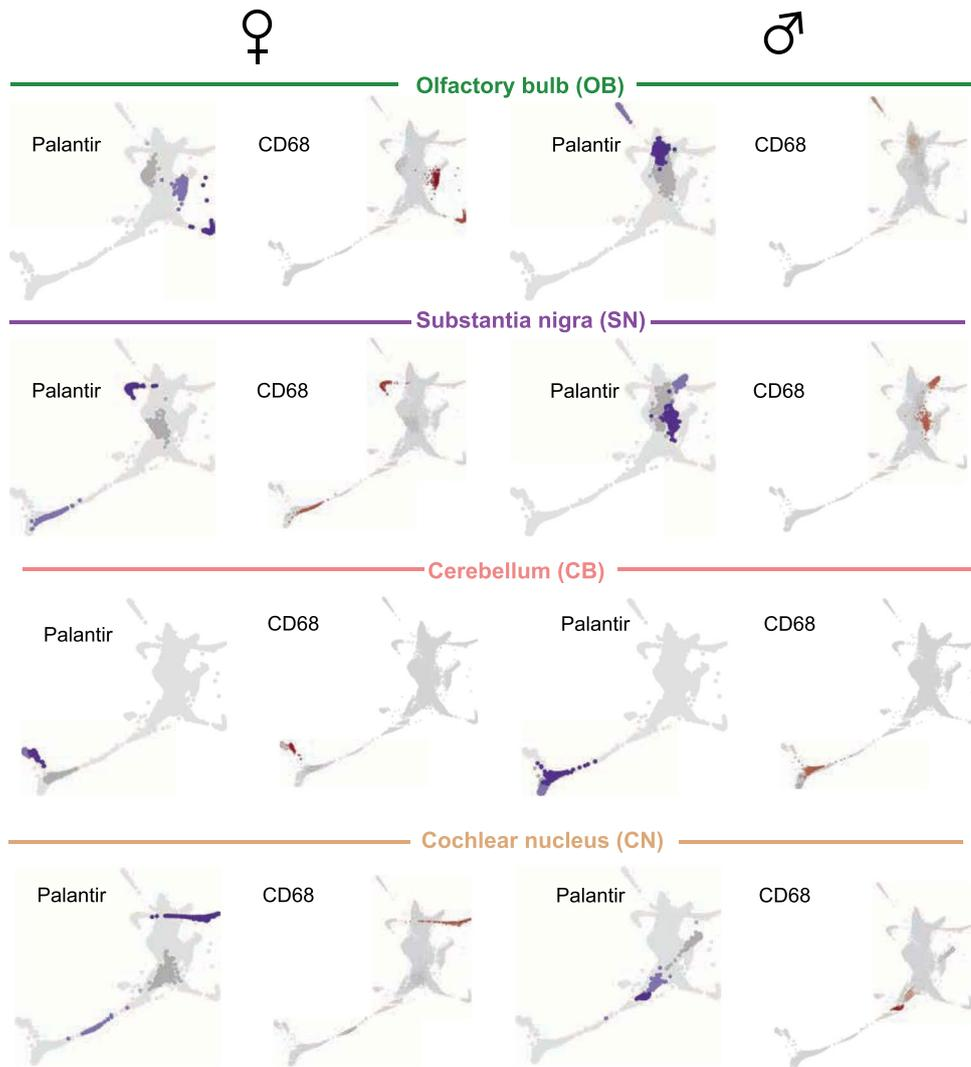 ♀ ♂
Olfactory bulb (OB)
Palantir CD68 Palantir CD68
Substantia nigra (SN)
Palantir CD68 Palantir CD68
Cerebellum (CB)
Palantir CD68 Palantir CD68
Cochlear nucleus (CN)
Palantir CD68 Palantir CD68